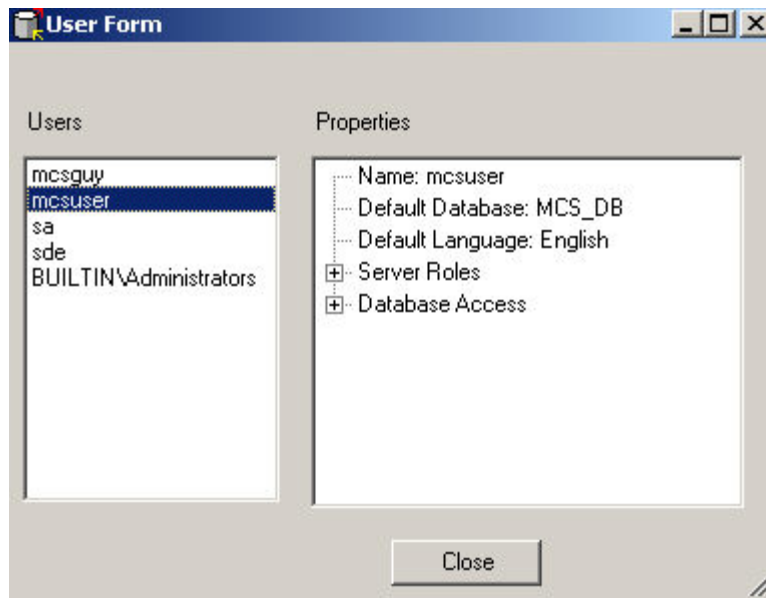 User Form
Users
Properties
mcsguy
mcsuser
sa
sde
BUILTIN\Administrators
Name: mcsuser
Default Database: MCS_DB
Default Language: English
Server Roles
Database Access
Close